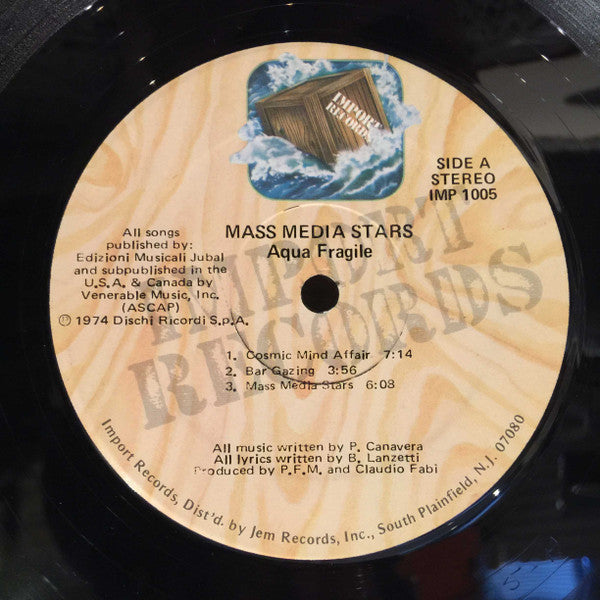 IMPORT
RECORDS
SIDE A
STEREO
IMP 1005
MASS MEDIA STARS
Aqua Fragile
All songs
published by:
Edizioni Musicali Jubal
and subpublished in the
U.S.A. & Canada by
Venerable Music, Inc.
(ASCAP)
℗ 1974 Dischi Ricordi S.p.A.
IMPORT
RECORDS
1. Cosmic Mind Affair 7:14
2. Bar Gazing 3:56
3. Mass Media Stars 6:08
All music written by P. Canavera
All lyrics written by B. Lanzetti
Produced by P.F.M. and Claudio Fabi
Import Records, Dist'd. by Jem Records, Inc., South Plainfield, N.J. 07080